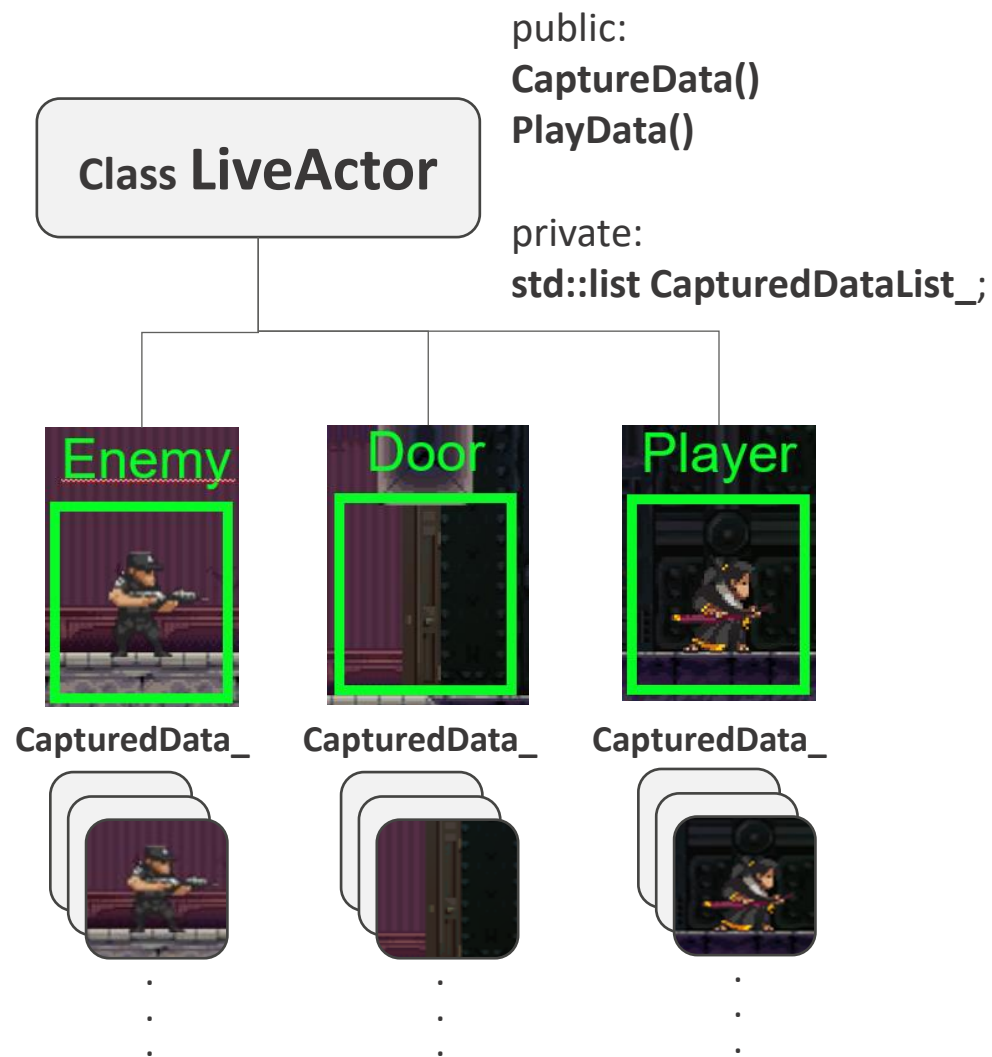 public:
CaptureData()
PlayData()
Class LiveActor
private:
std::list CapturedDataList_;
Enemy
Door
Player
CapturedData_
CapturedData_
CapturedData_